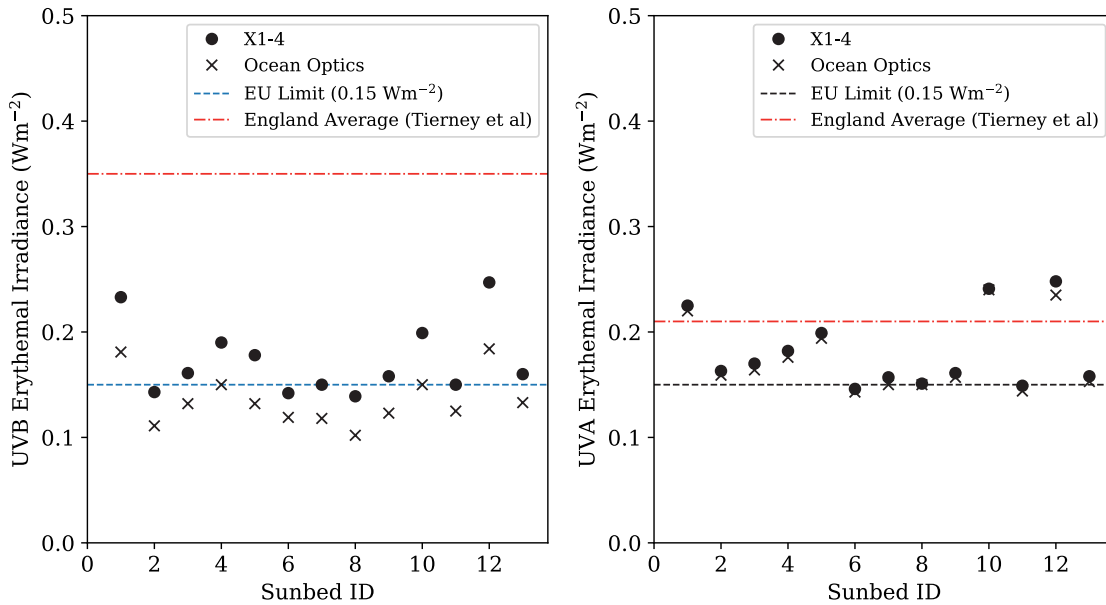 0.5
0.4
0.3
0.2
0.1
0.0
UVB Erythemal Irradiance (Wm⁻²)
X1-4
Ocean Optics
EU Limit (0.15 Wm⁻²)
England Average (Tierney et al)
0 2 4 6 8 10 12
Sunbed ID
0.5
0.4
0.3
0.2
0.1
0.0
UVA Erythemal Irradiance (Wm⁻²)
X1-4
Ocean Optics
EU Limit (0.15 Wm⁻²)
England Average (Tierney et al)
0 2 4 6 8 10 12
Sunbed ID